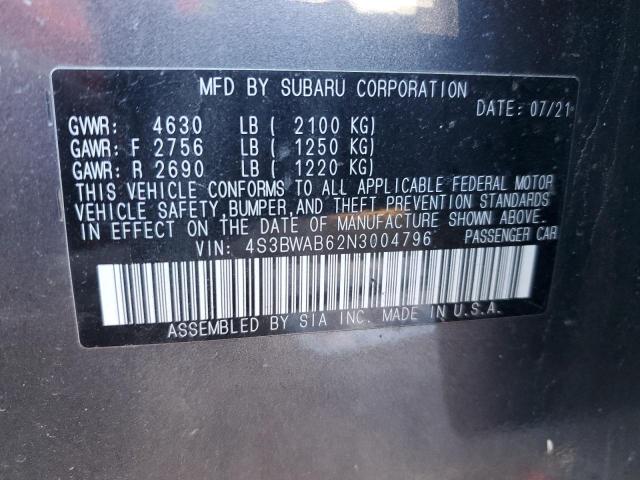 MFD BY SUBARU CORPORATION
DATE: 07/21
GVWR: 4630 LB ( 2100 KG)
GAWR: F 2756 LB ( 1250 KG)
GAWR: R 2690 LB ( 1220 KG)
THIS VEHICLE CONFORMS TO ALL APPLICABLE FEDERAL MOTOR
VEHICLE SAFETY,BUMPER,AND THEFT PREVENTION STANDARDS
IN EFFECT ON THE DATE OF MANUFACTURE SHOWN ABOVE.
VIN: 4S3BWAB62N3004796 PASSENGER CAR
ASSEMBLED BY SIA INC. MADE IN U.S.A.